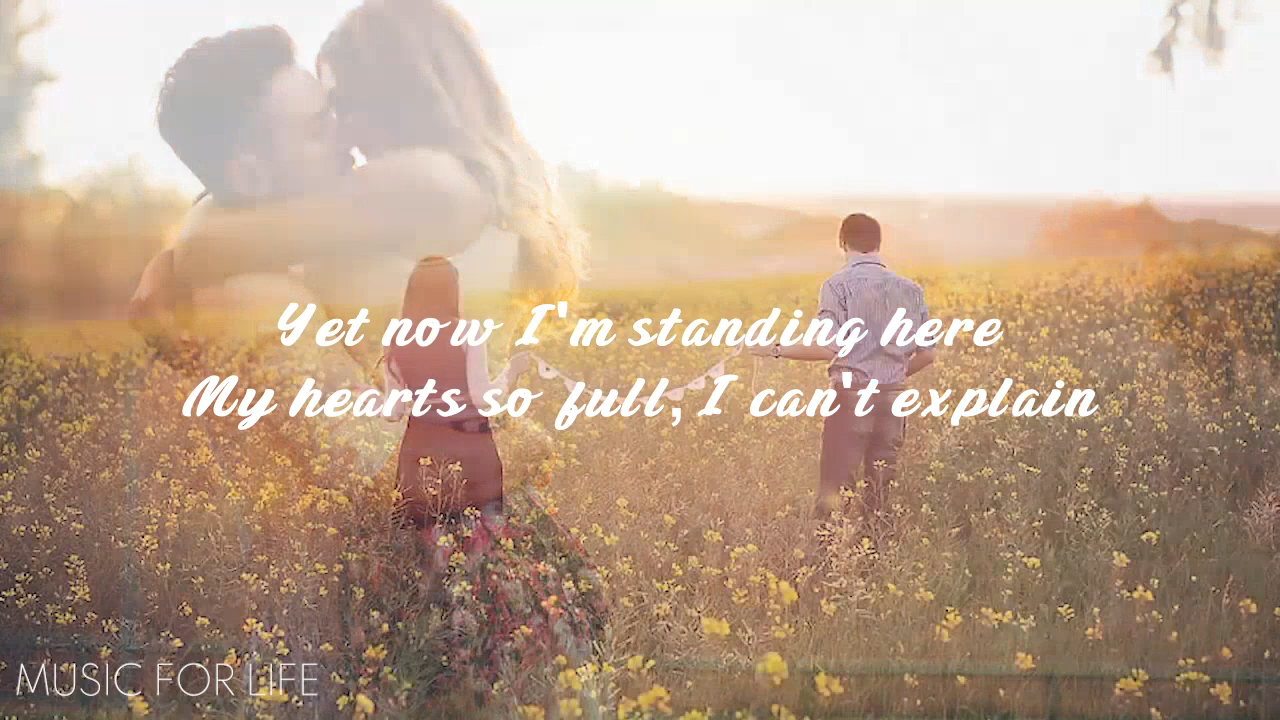 Yet now I'm standing here
My hearts so full, I can't explain
MUSIC FOR LIFE